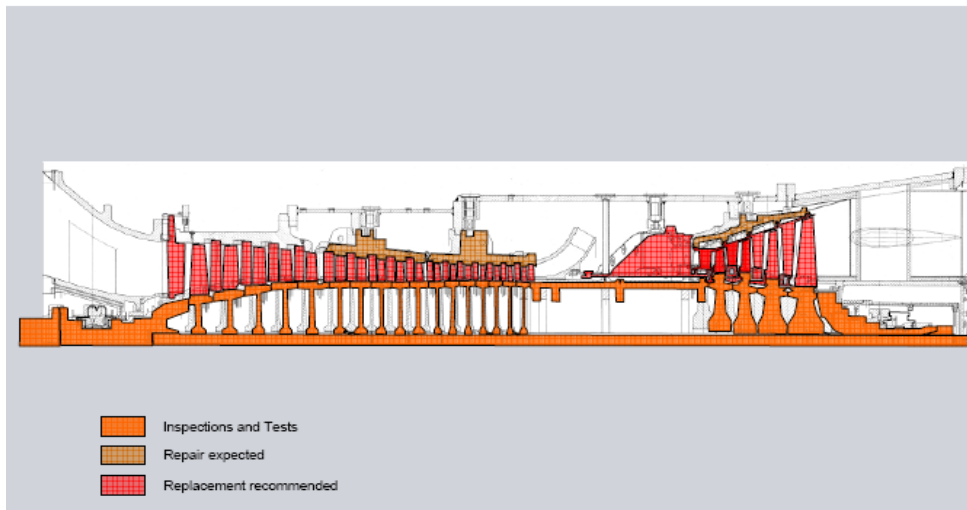 Inspections and Tests
Repair expected
Replacement recommended